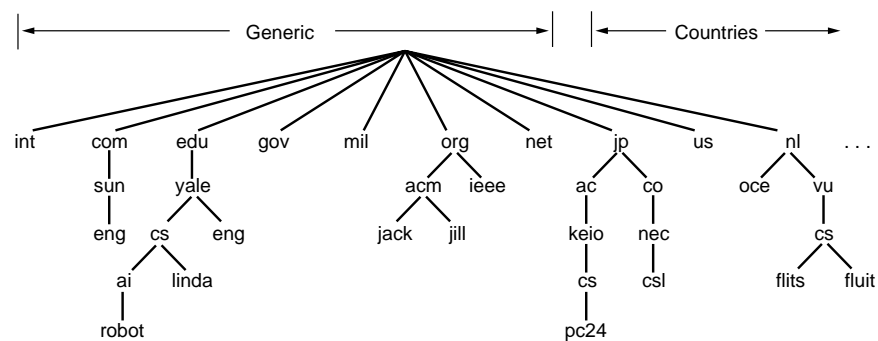 Generic Countries
int com edu gov mil org net jp us nl . . .
sun yale acm ieee ac co oce vu
eng cs eng jack jill keio nec cs
ai linda cs csl flits fluit
robot pc24